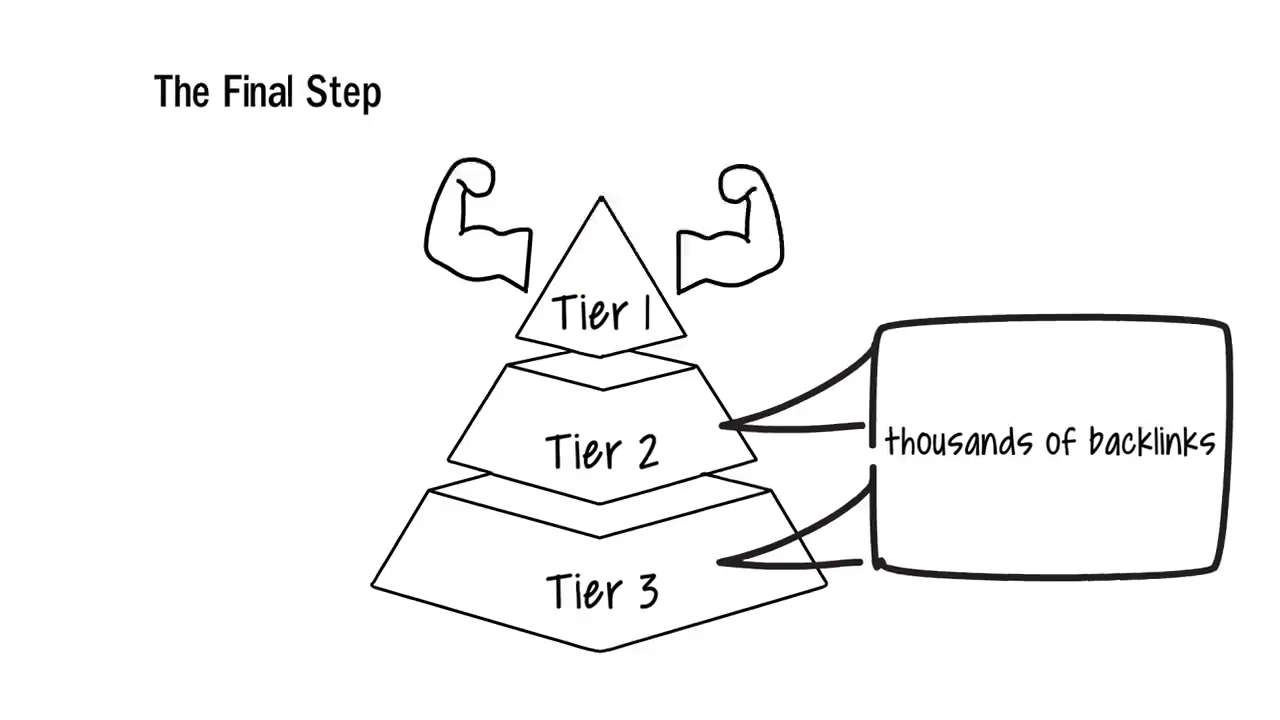 The Final Step
Tier 1
Tier 2
thousands of backlinks
Tier 3